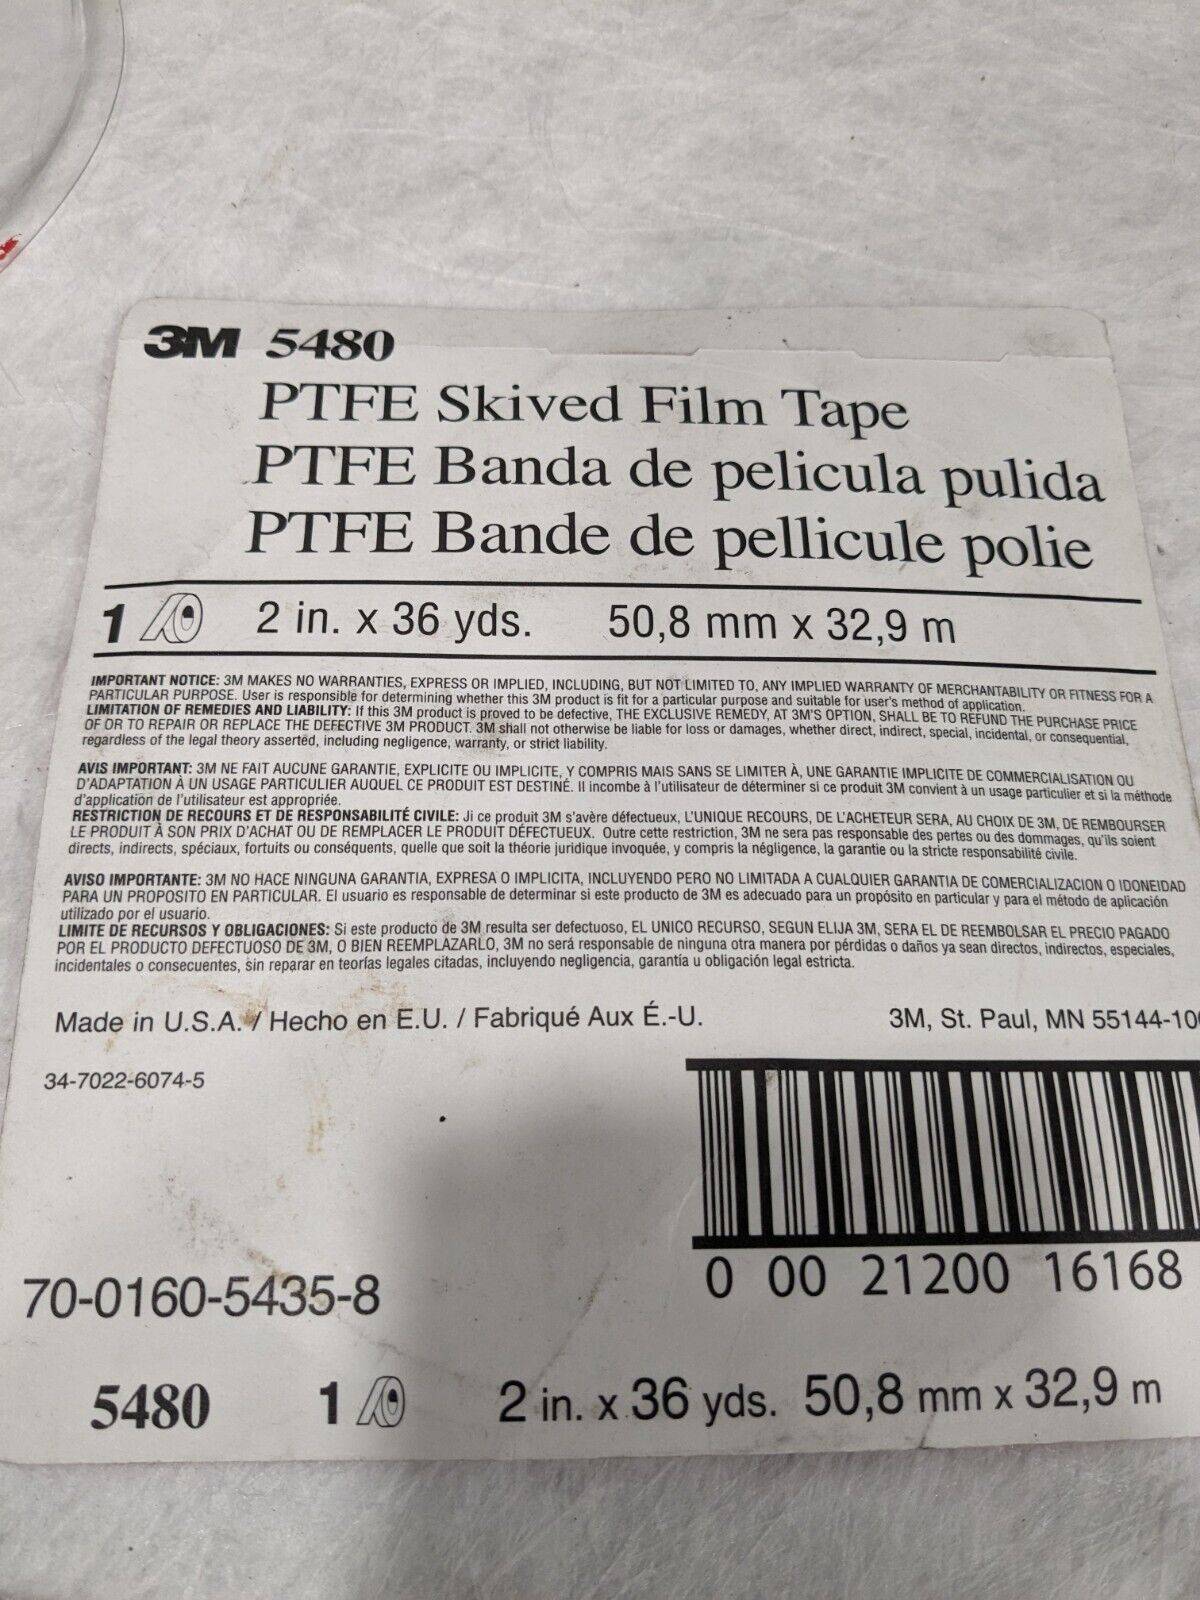 3M 5480
PTFE Skived Film Tape
PTFE Banda de pelicula pulida
PTFE Bande de pellicule polie
1 2 in. x 36 yds. 50,8 mm x 32,9 m
IMPORTANT NOTICE: 3M MAKES NO WARRANTIES, EXPRESS OR IMPLIED, INCLUDING, BUT NOT LIMITED TO, ANY IMPLIED WARRANTY OF MERCHANTABILITY OR FITNESS FOR A
PARTICULAR PURPOSE. User is responsible for determining whether this 3M product is fit for a particular purpose and suitable for user's method of application.
LIMITATION OF REMEDIES AND LIABILITY: If this 3M product is proved to be defective, THE EXCLUSIVE REMEDY, AT 3M'S OPTION, SHALL BE TO REFUND THE PURCHASE PRICE
OF OR TO REPAIR OR REPLACE THE DEFECTIVE 3M PRODUCT. 3M shall not otherwise be liable for loss or damages, whether direct, indirect, special, incidental, or consequential,
regardless of the legal theory asserted, including negligence, warranty, or strict liability.
AVIS IMPORTANT: 3M NE FAIT AUCUNE GARANTIE, EXPLICITE OU IMPLICITE, Y COMPRIS MAIS SANS SE LIMITER À, UNE GARANTIE IMPLICITE DE COMMERCIALISATION OU
D'ADAPTATION À UN USAGE PARTICULIER AUQUEL CE PRODUIT EST DESTINÉ. Il incombe à l'utilisateur de déterminer si ce produit 3M convient à un usage particulier et si la méthode
d'application de l'utilisateur est appropriée.
RESTRICTION DE RECOURS ET DE RESPONSABILITÉ CIVILE: Ji ce produit 3M s'avère défectueux, L'UNIQUE RECOURS, DE L'ACHETEUR SERA, AU CHOIX DE 3M, DE REMBOURSER
LE PRODUIT À SON PRIX D'ACHAT OU DE REMPLACER LE PRODUIT DÉFECTUEUX. Outre cette restriction, 3M ne sera pas responsable des pertes ou des dommages, qu'ils soient
directs, indirects, spéciaux, fortuits ou conséquents, quelle que soit la théorie juridique invoquée, y compris la négligence, la garantie ou la stricte responsabilité civile.
AVISO IMPORTANTE: 3M NO HACE NINGUNA GARANTIA, EXPRESA O IMPLICITA, INCLUYENDO PERO NO LIMITADA A CUALQUIER GARANTIA DE COMERCIALIZACION O IDONEIDAD
PARA UN PROPOSITO EN PARTICULAR. El usuario es responsable de determinar si este producto de 3M es adecuado para un propósito en particular y para el método de aplicación
utilizado por el usuario.
LIMITE DE RECURSOS Y OBLIGACIONES: Si este producto de 3M resulta ser defectuoso, EL UNICO RECURSO, SEGUN ELIJA 3M, SERA EL DE REEMBOLSAR EL PRECIO PAGADO
POR EL PRODUCTO DEFECTUOSO DE 3M, O BIEN REEMPLAZARLO, 3M no será responsable de ninguna otra manera por pérdidas o daños ya sean directos, indirectos, especiales,
incidentales o consecuentes, sin reparar en teorías legales citadas, incluyendo negligencia, garantía u obligación legal estricta.
Made in U.S.A. / Hecho en E.U. / Fabriqué Aux É.-U. 3M, St. Paul, MN 55144-10
34-7022-6074-5
0 00 21200 16168
70-0160-5435-8
5480 1 2 in. x 36 yds. 50,8 mm x 32,9 m